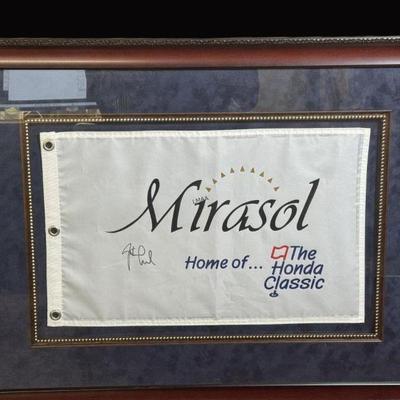 Mirasol
Home of... The
Honda
Classic